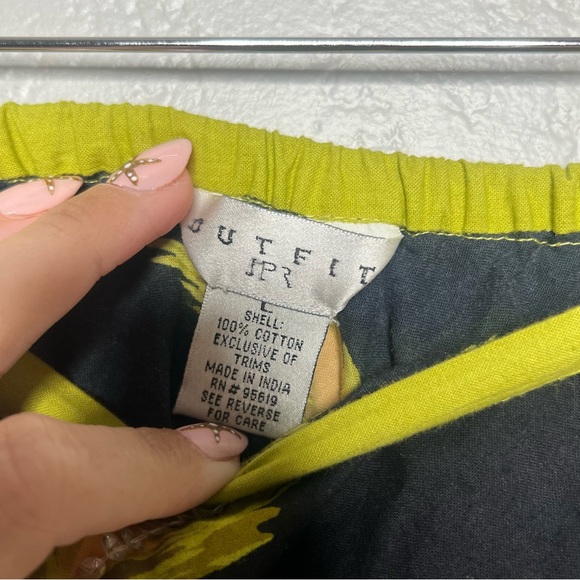 OUTFIT
JPR
L
SHELL:
100% COTTON
EXCLUSIVE OF
TRIMS
MADE IN INDIA
RN# 95619
SEE REVERSE
FOR CARE